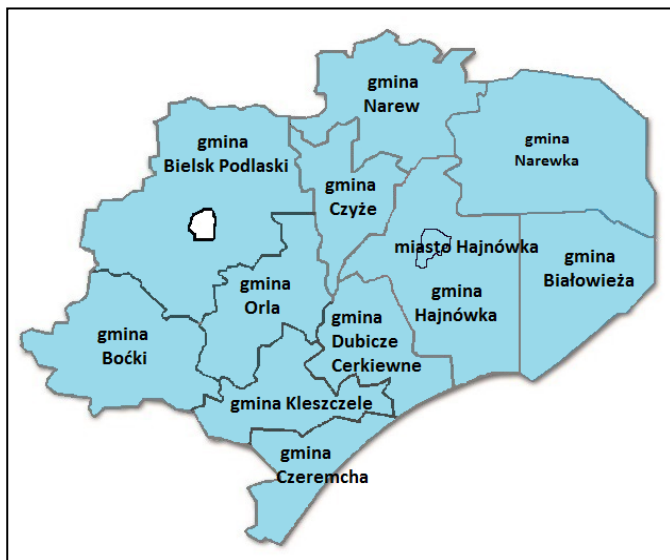 gmina
Narew
gmina
Bielsk Podlaski
gmina
Narewka
gmina
Czyże
miasto Hajnówka
gmina
Białowieża
gmina
Orla
gmina
Hajnówka
gmina
Dubicze
Cerkiewne
gmina
Boćki
gmina Kleszczele
gmina
Czeremcha